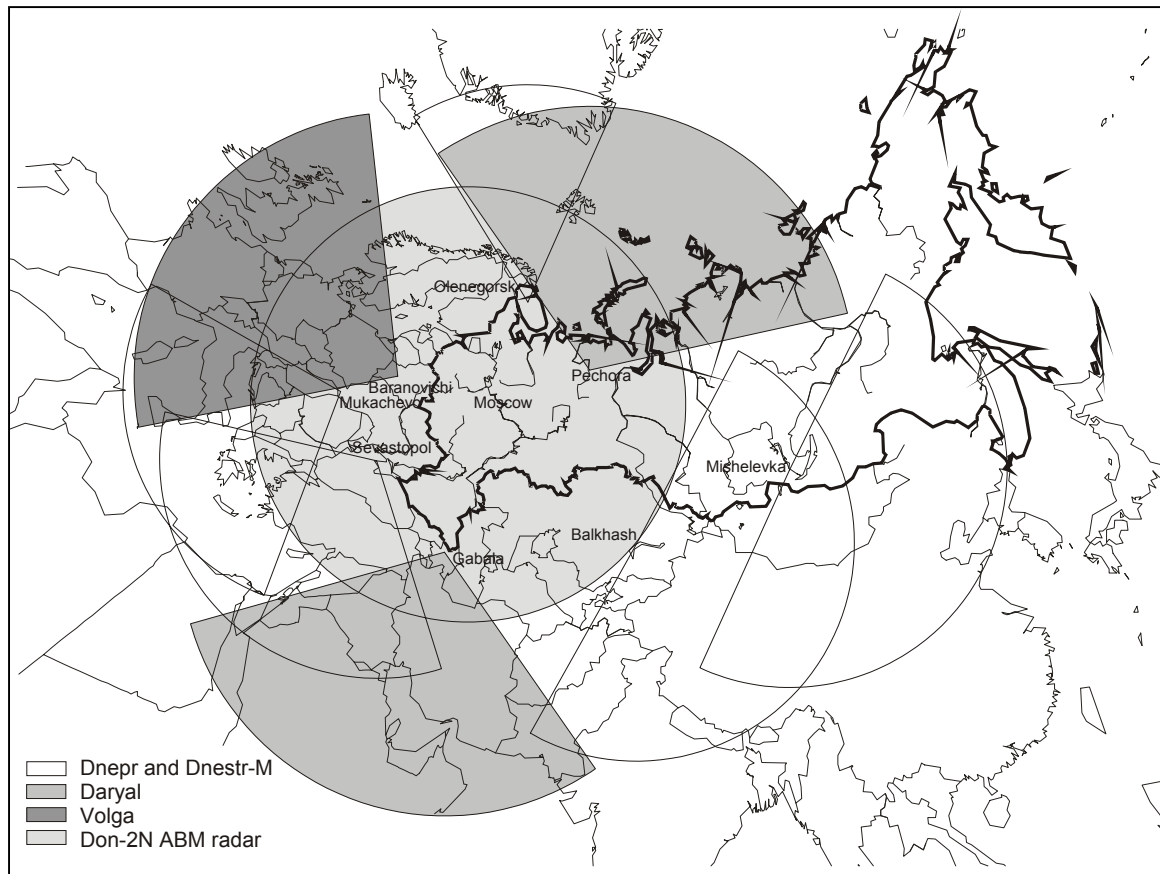 Olenegorsk
Pechora
Baranovichi
Mukachevo
Moscow
Sevastopol
Mishelevka
Balkhash
Gabala
Dnepr and Dnestr-M
Daryal
Volga
Don-2N ABM radar